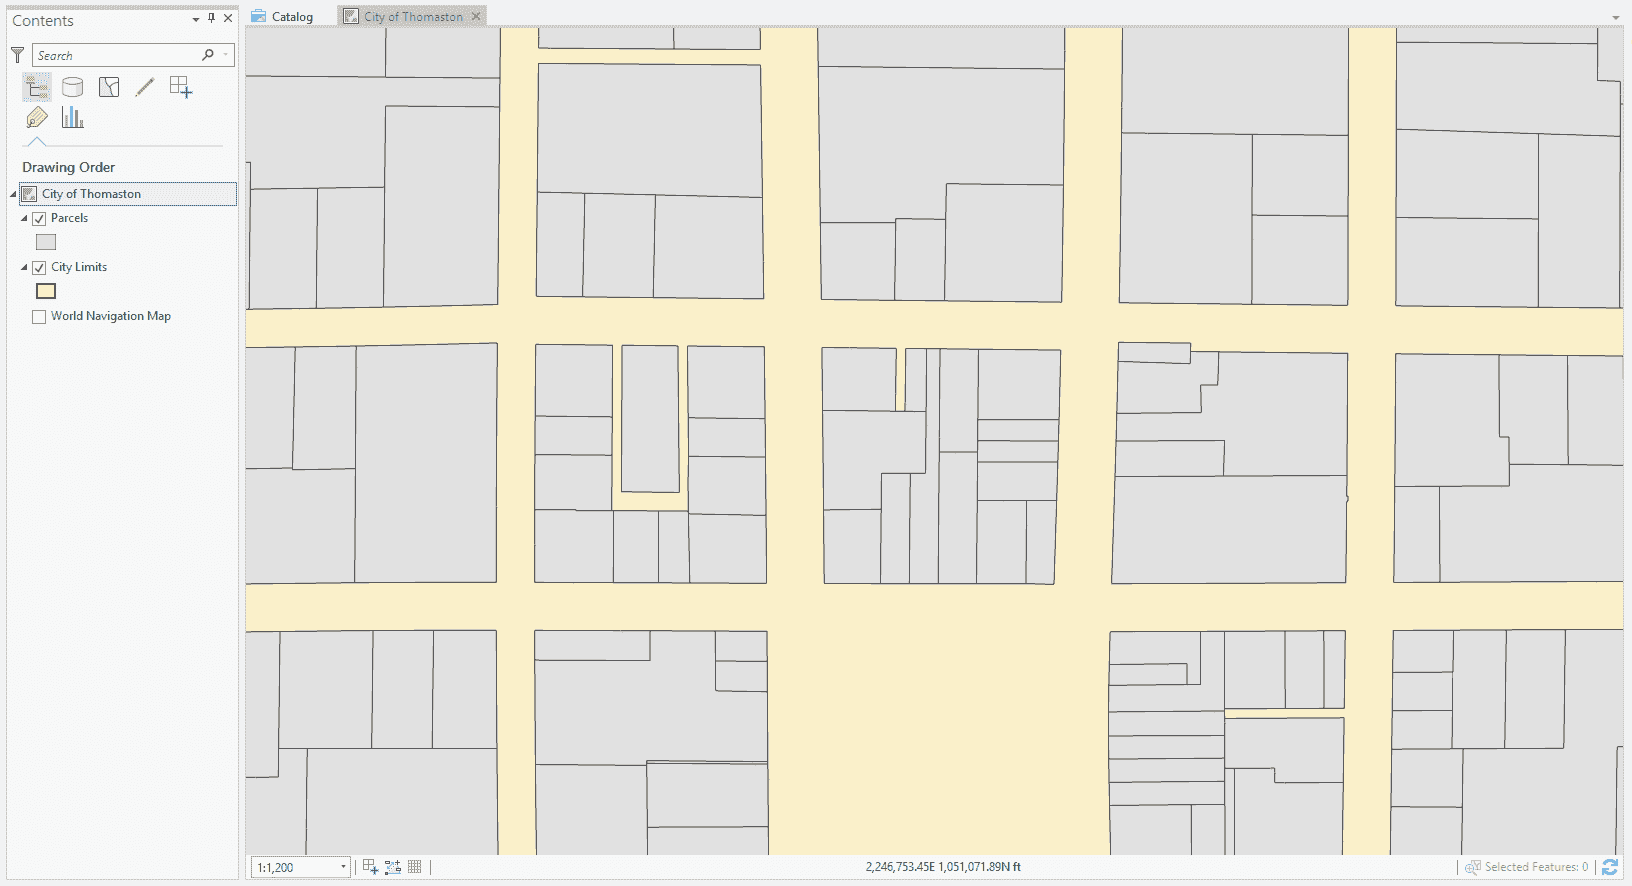 Contents
Catalog
City of Thomaston
Search
Drawing Order
City of Thomaston
Parcels
City Limits
World Navigation Map
1:1,200
2,246,753.45E 1,051,071.89N ft
Selected Features: 0